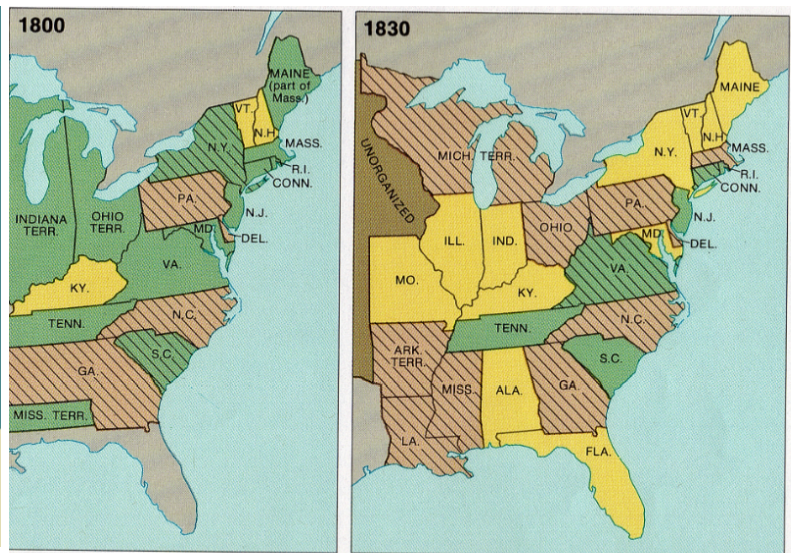 1800
MAINE
(part of
Mass.)
VT.
N.H.
N.Y.
MASS.
R.I.
CONN.
PA.
N.J.
INDIANA
TERR.
OHIO
TERR.
MD.
DEL.
VA.
KY.
N.C.
TENN.
S.C.
GA.
MISS. TERR.
1830
MAINE
VT.
N.H.
N.Y.
MASS.
MICH. TERR.
UNORGANIZED
R.I.
CONN.
PA.
N.J.
OHIO
ILL.
IND.
MD.
DEL.
VA.
MO.
KY.
N.C.
TENN.
ARK.
TERR.
S.C.
MISS.
ALA.
GA.
LA.
FLA.